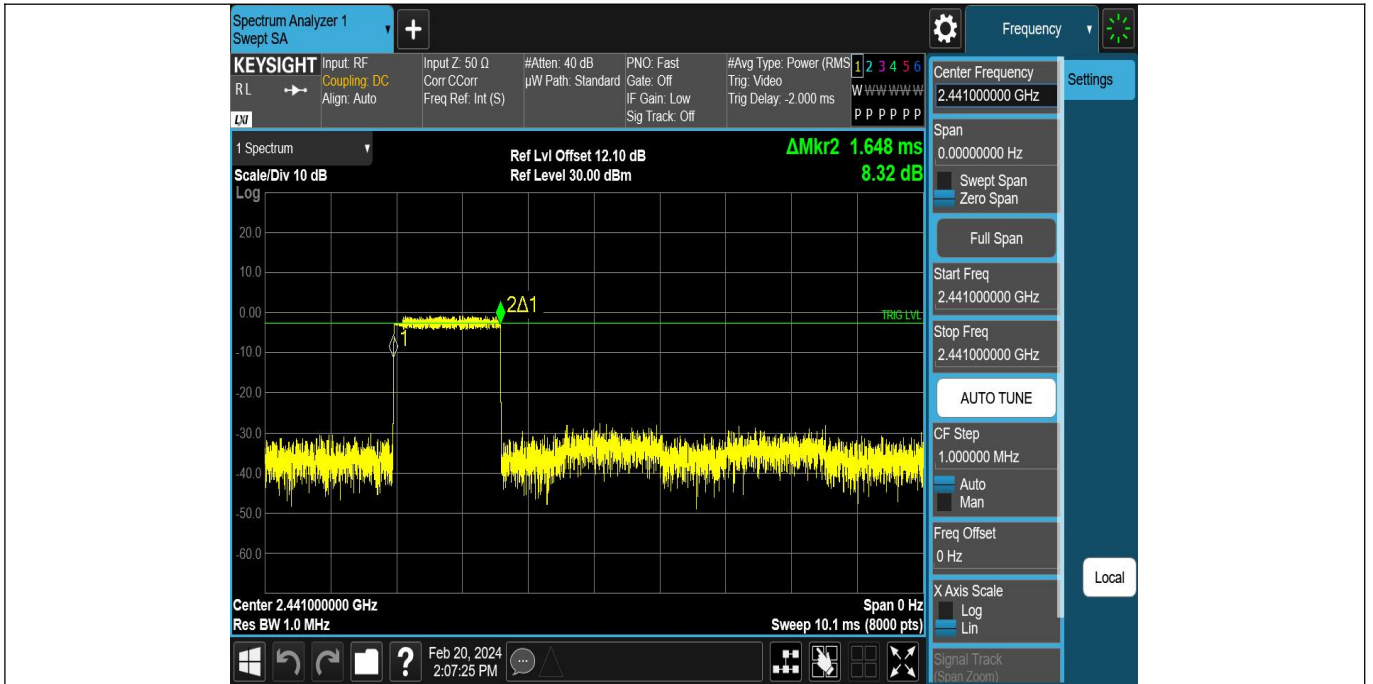 Spectrum Analyzer 1
Swept SA
+
Frequency
KEYSIGHT
RL
LXI
Input: RF
Coupling: DC
Align: Auto
Input Z: 50 Ω
Corr CCorr
Freq Ref: Int (S)
#Atten: 40 dB
µW Path: Standard
PNO: Fast
Gate: Off
IF Gain: Low
Sig Track: Off
#Avg Type: Power (RMS
Trig: Video
Trig Delay: -2.000 ms
1 2 3 4 5 6
W W W W W W
P P P P P P
Center Frequency
2.441000000 GHz
Settings
1 Spectrum
Scale/Div 10 dB
Ref Lvl Offset 12.10 dB
Ref Level 30.00 dBm
ΔMkr2 1.648 ms
8.32 dB
Log
20.0
10.0
0.00
-10.0
-20.0
-30.0
-40.0
-50.0
-60.0
2Δ1
1
TRIG LVL
Center 2.441000000 GHz
Res BW 1.0 MHz
Span 0 Hz
Sweep 10.1 ms (8000 pts)
Span
0.00000000 Hz
Swept Span
Zero Span
Full Span
Start Freq
2.441000000 GHz
Stop Freq
2.441000000 GHz
AUTO TUNE
CF Step
1.000000 MHz
Auto
Man
Freq Offset
0 Hz
X Axis Scale
Log
Lin
Signal Track
(Span Zoom)
Local
?
Feb 20, 2024
2:07:25 PM